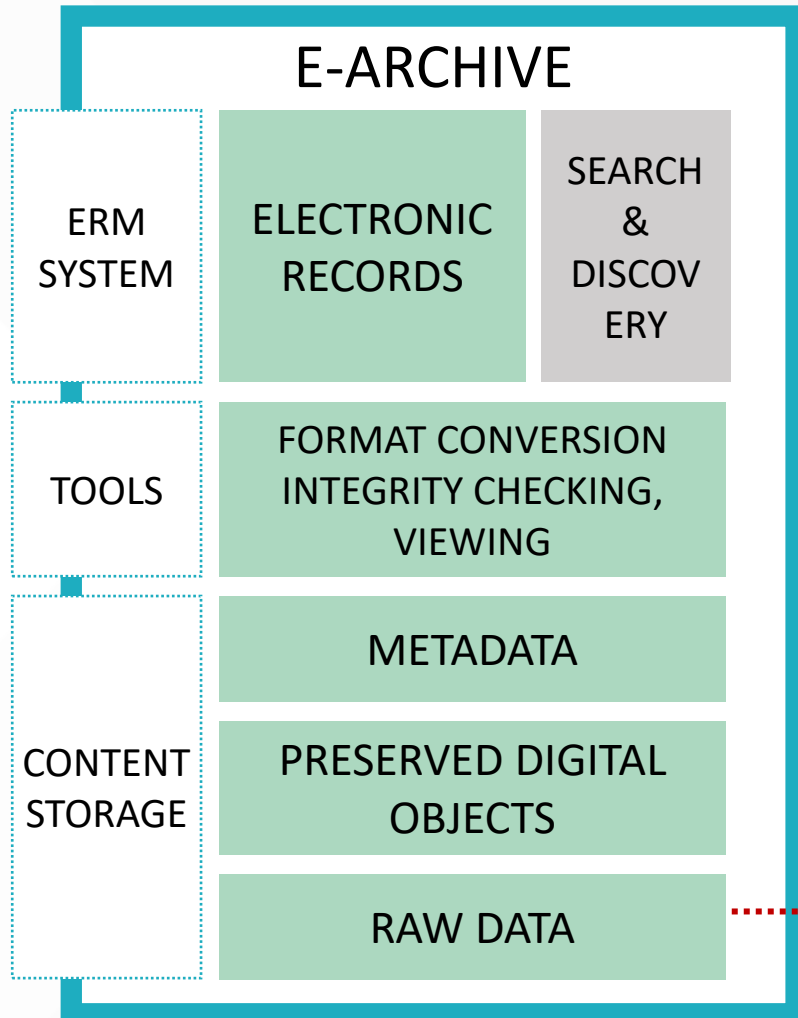 E-ARCHIVE
ERM
SYSTEM
ELECTRONIC
RECORDS
SEARCH
&
DISCOV
ERY
TOOLS
FORMAT CONVERSION
INTEGRITY CHECKING,
VIEWING
CONTENT
STORAGE
METADATA
PRESERVED DIGITAL
OBJECTS
RAW DATA